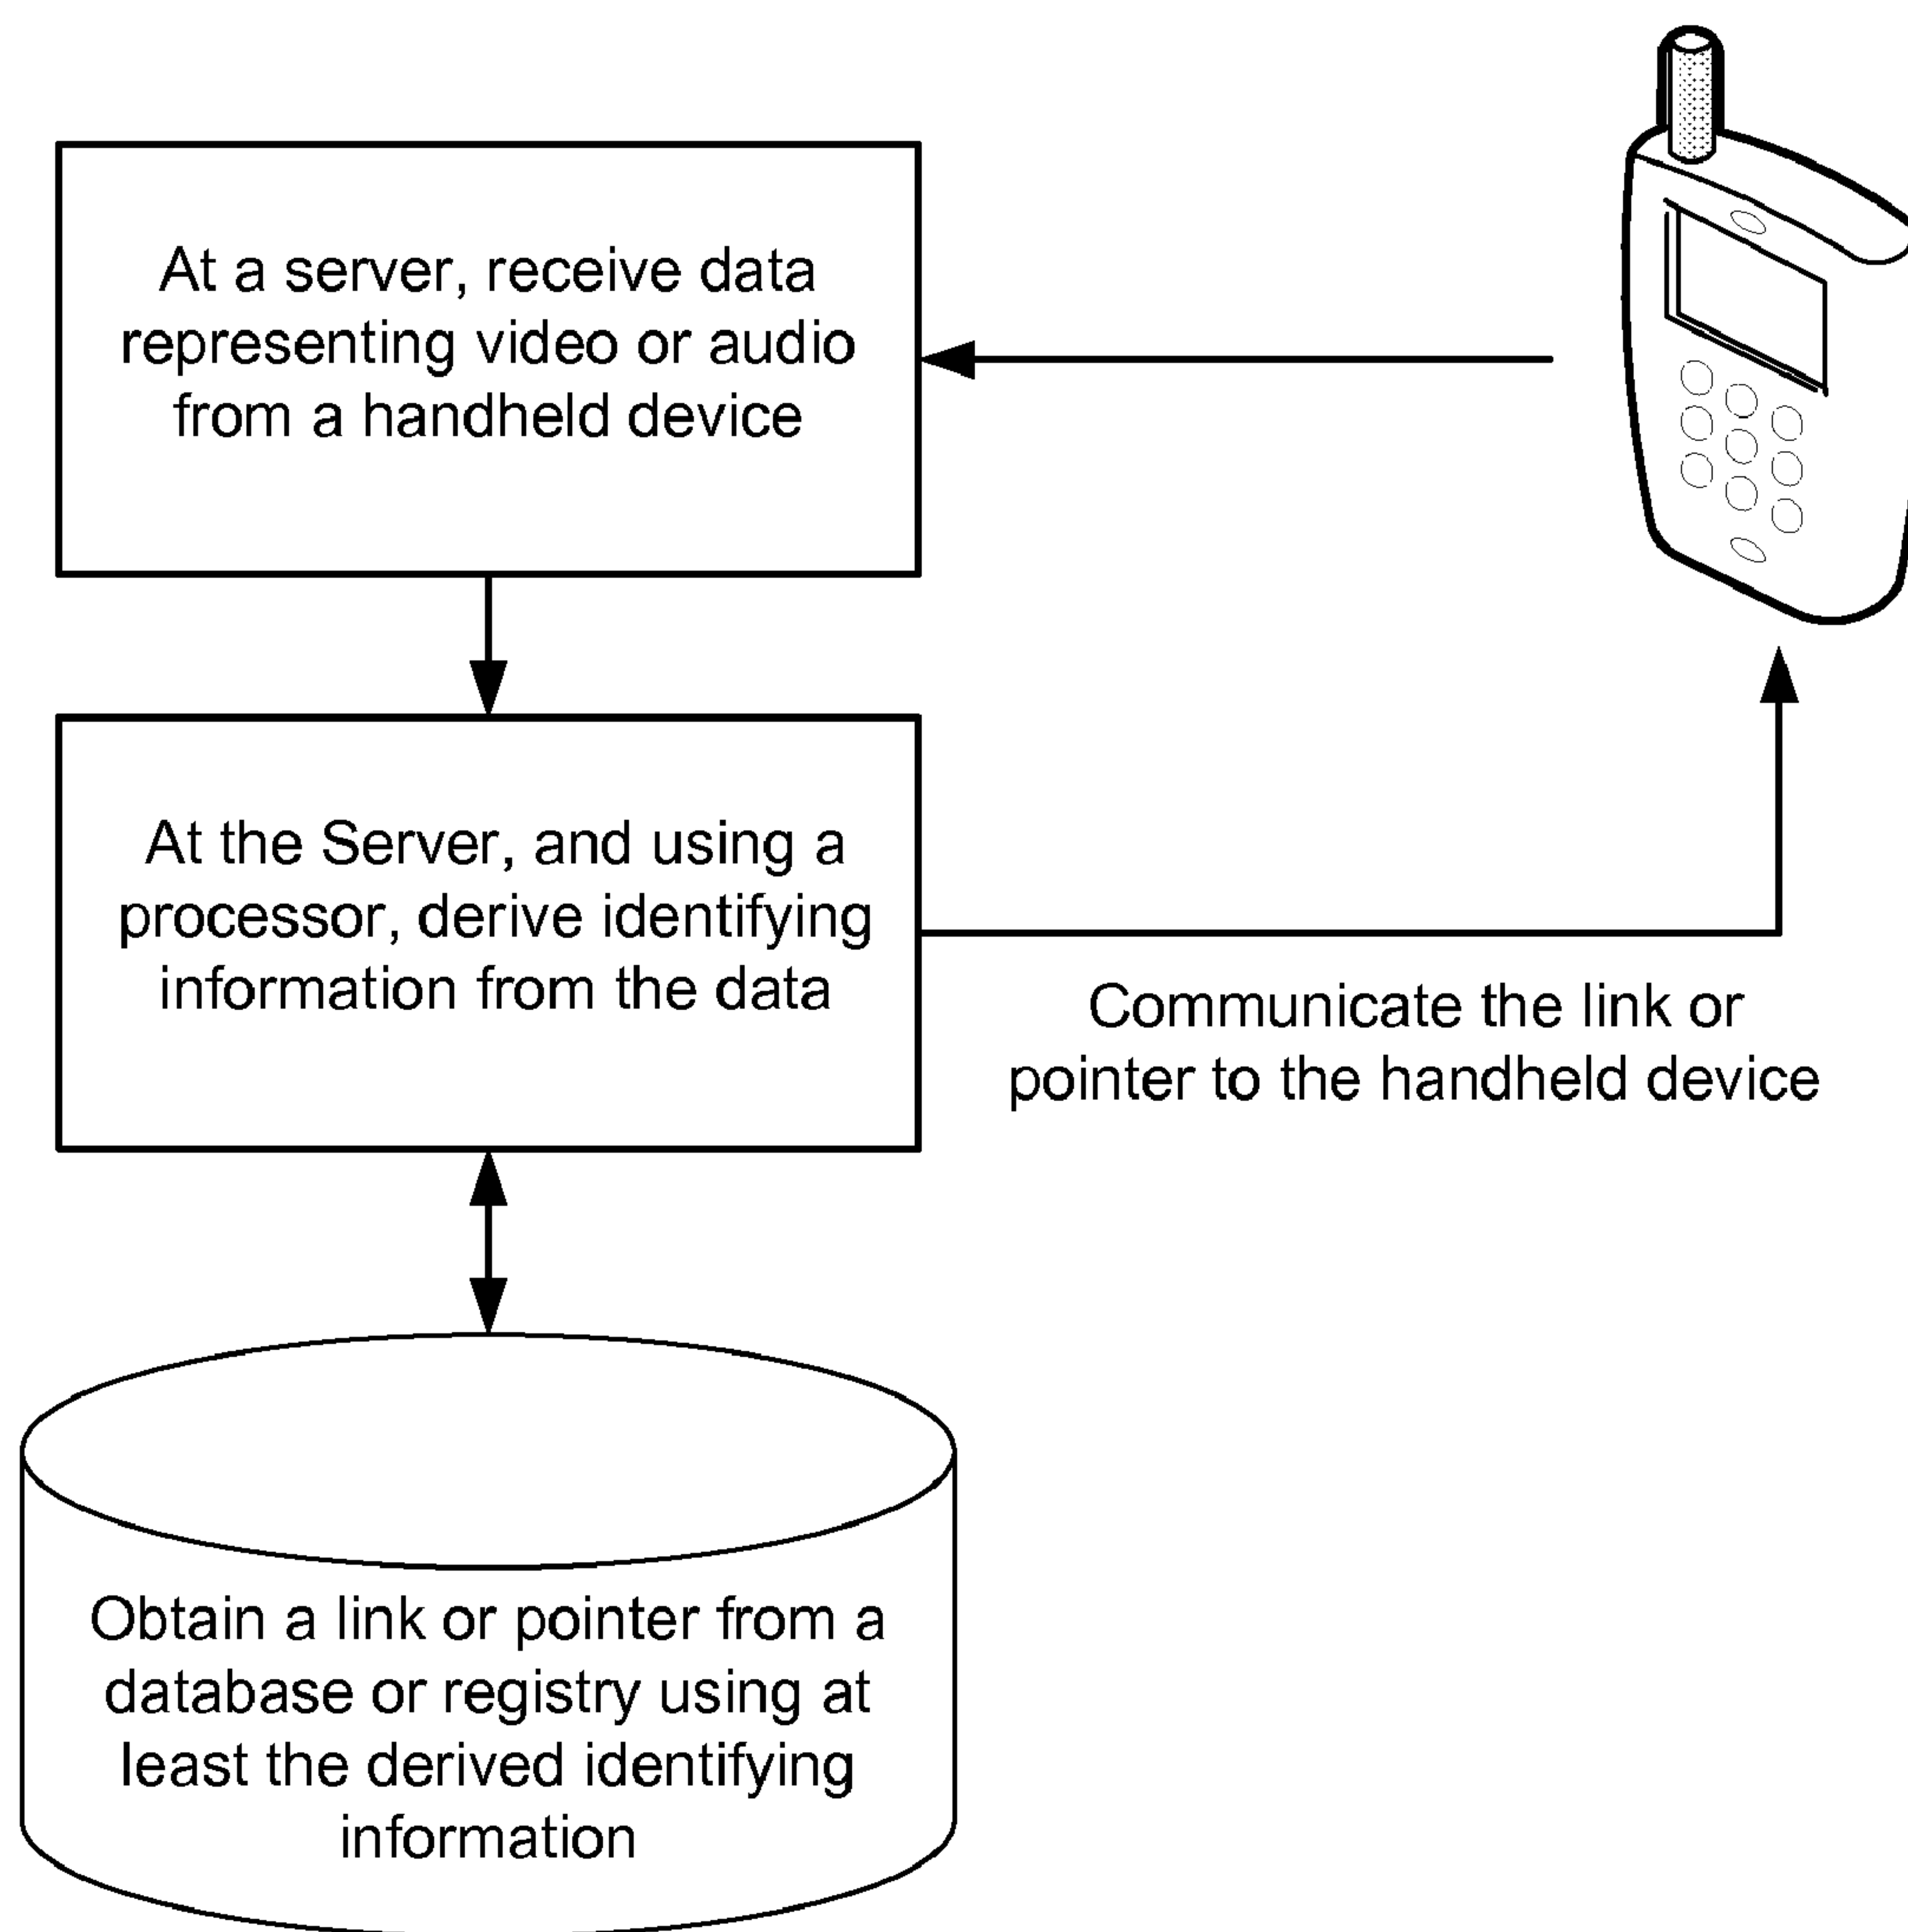 At a server, receive data
representing video or audio
from a handheld device
At the Server, and using a
processor, derive identifying
information from the data
Communicate the link or
pointer to the handheld device
Obtain a link or pointer from a
database or registry using at
least the derived identifying
information